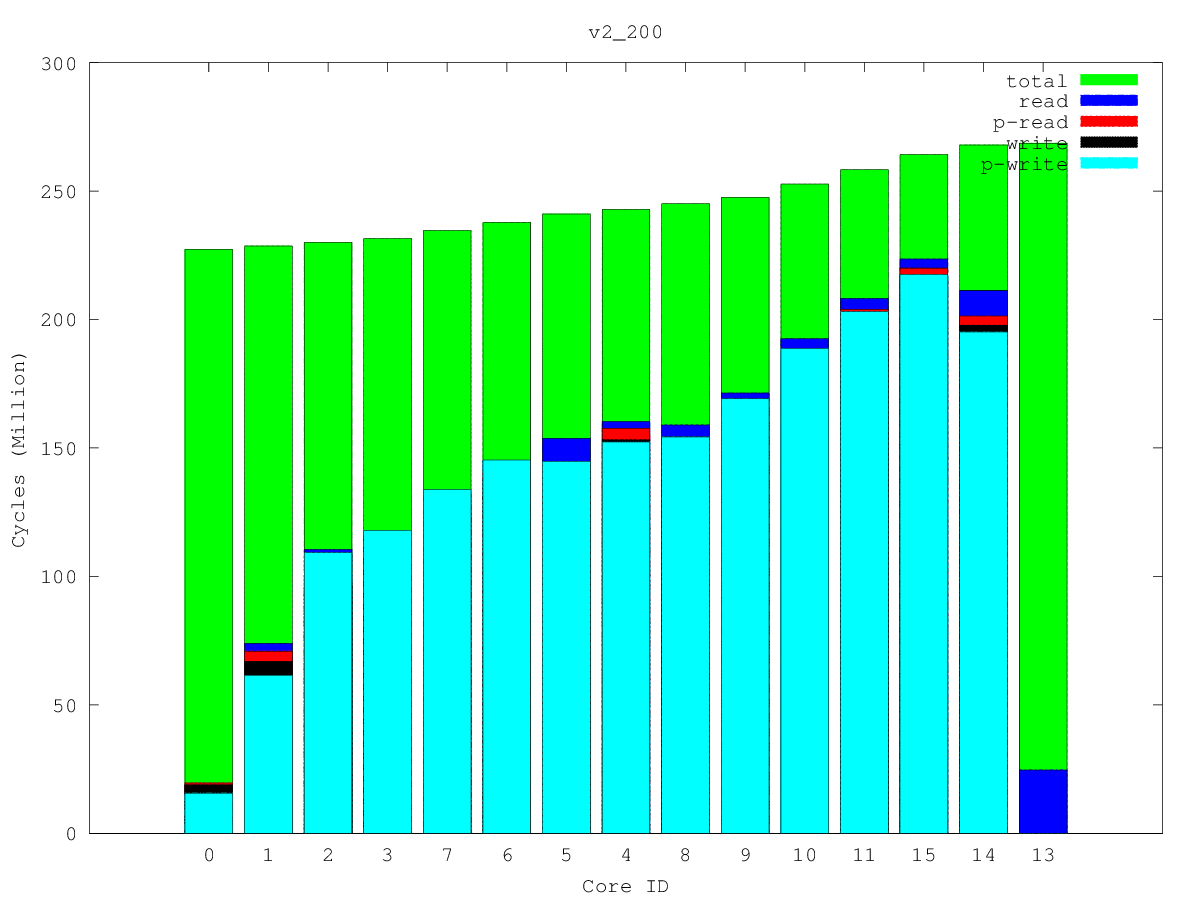 v2_200
300
250
200
150
100
50
0
Cycles (Million)
total
read
p-read
write
p-write
0 1 2 3 7 6 5 4 8 9 10 11 15 14 13
Core ID